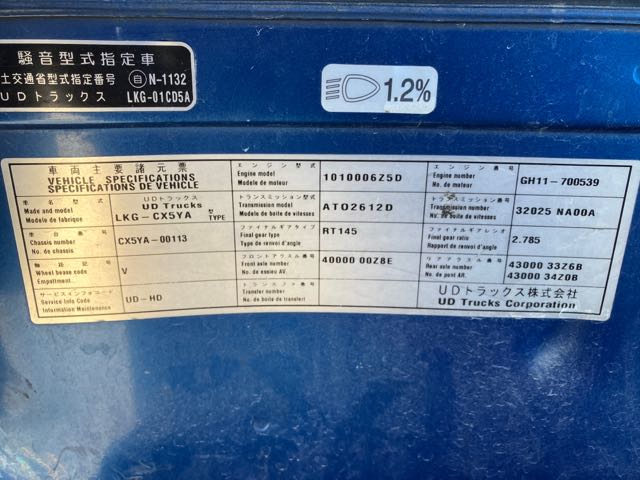 騒音型式指定車
土交通省型式指定番号 自 N-1132
UDトラックス LKG-01CD5A
1.2%
車両主要諸元票
VEHICLE SPECIFICATIONS
SPECIFICATIONS DE VEHICLE
車名型式
Made and model
Modèle de fabrique
UDトラックス
UD Trucks
LKG-CX5YA 型 TYPE
車台番号
Chassis number
No. de chassis
CX5YA-00113
軸距記号
Wheel base code
Empattement.
V
サービスインフォコード
Service Info Code
Information Maintenance
UD-HD
エンジン型式
Engine model
Modèle de moteur
1010006Z5D
トランスミッション型式
Transmission model
Modèle de boite de vitesses
ATO2612D
ファイナルギアタイプ
Final gear type
Type de renvoi d'angle
RT145
フロントアクスル番号
Front axle number
No. de essieu AV.
40000 00Z8E
トランスファ番号
Transfer number
No. de boite de transferi
エンジン番号
Engine number
No. de moteur
GH11-700539
トランスミッション番号
Transmission number
No. de boite de vitesses
32025 NA00A
ファイナルギアレシオ
Final gear ratio
Rapport de renvoi d'angle
2.785
リアアクスル番号
Rear axle number
No. de post AR.
43000 33Z6B
43000 34Z0B
UDトラックス株式会社
UD Trucks Corporation